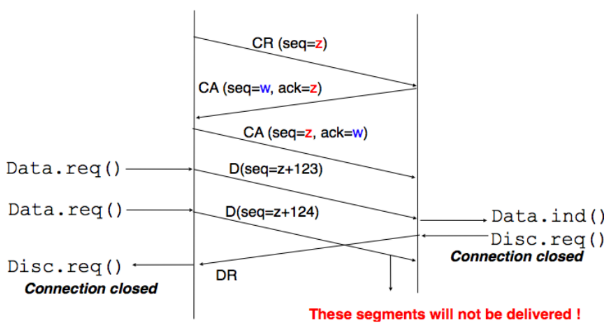 CR (seq=z)
CA (seq=w, ack=z)
CA (seq=z, ack=w)
Data.req()
D(seq=z+123)
Data.req()
D(seq=z+124)
Data.ind()
Disc.req()
Connection closed
Disc.req()
DR
Connection closed
These segments will not be delivered !